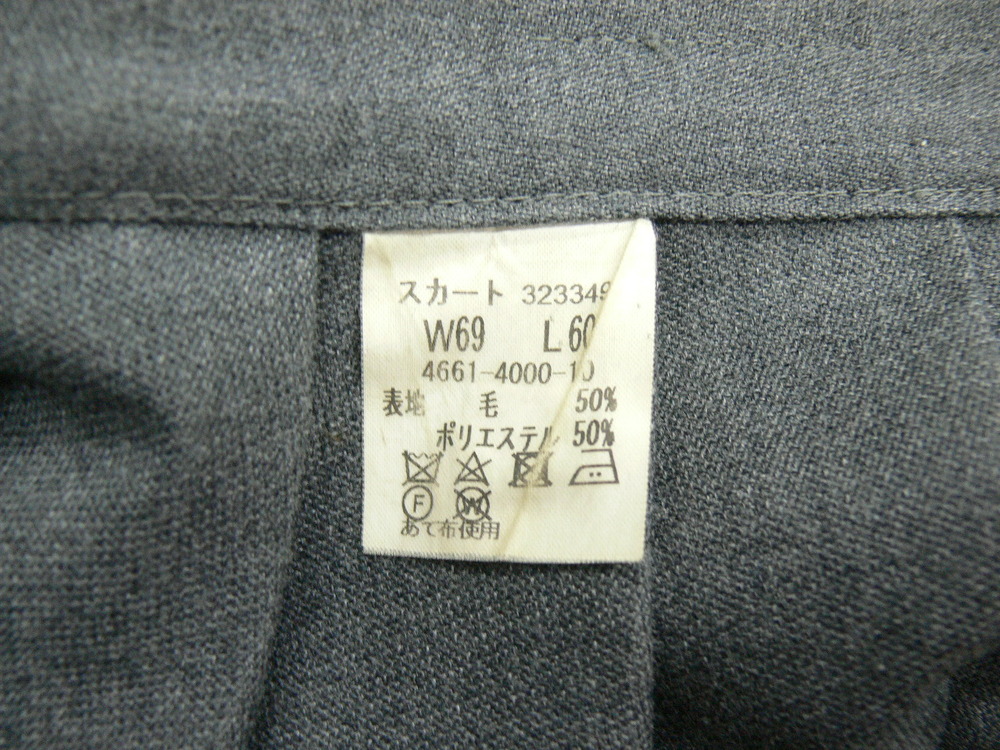 スカート 323349
W69 L60
4661-4000-10
表地 毛 50%
ポリエステル 50%
F W
あて布使用